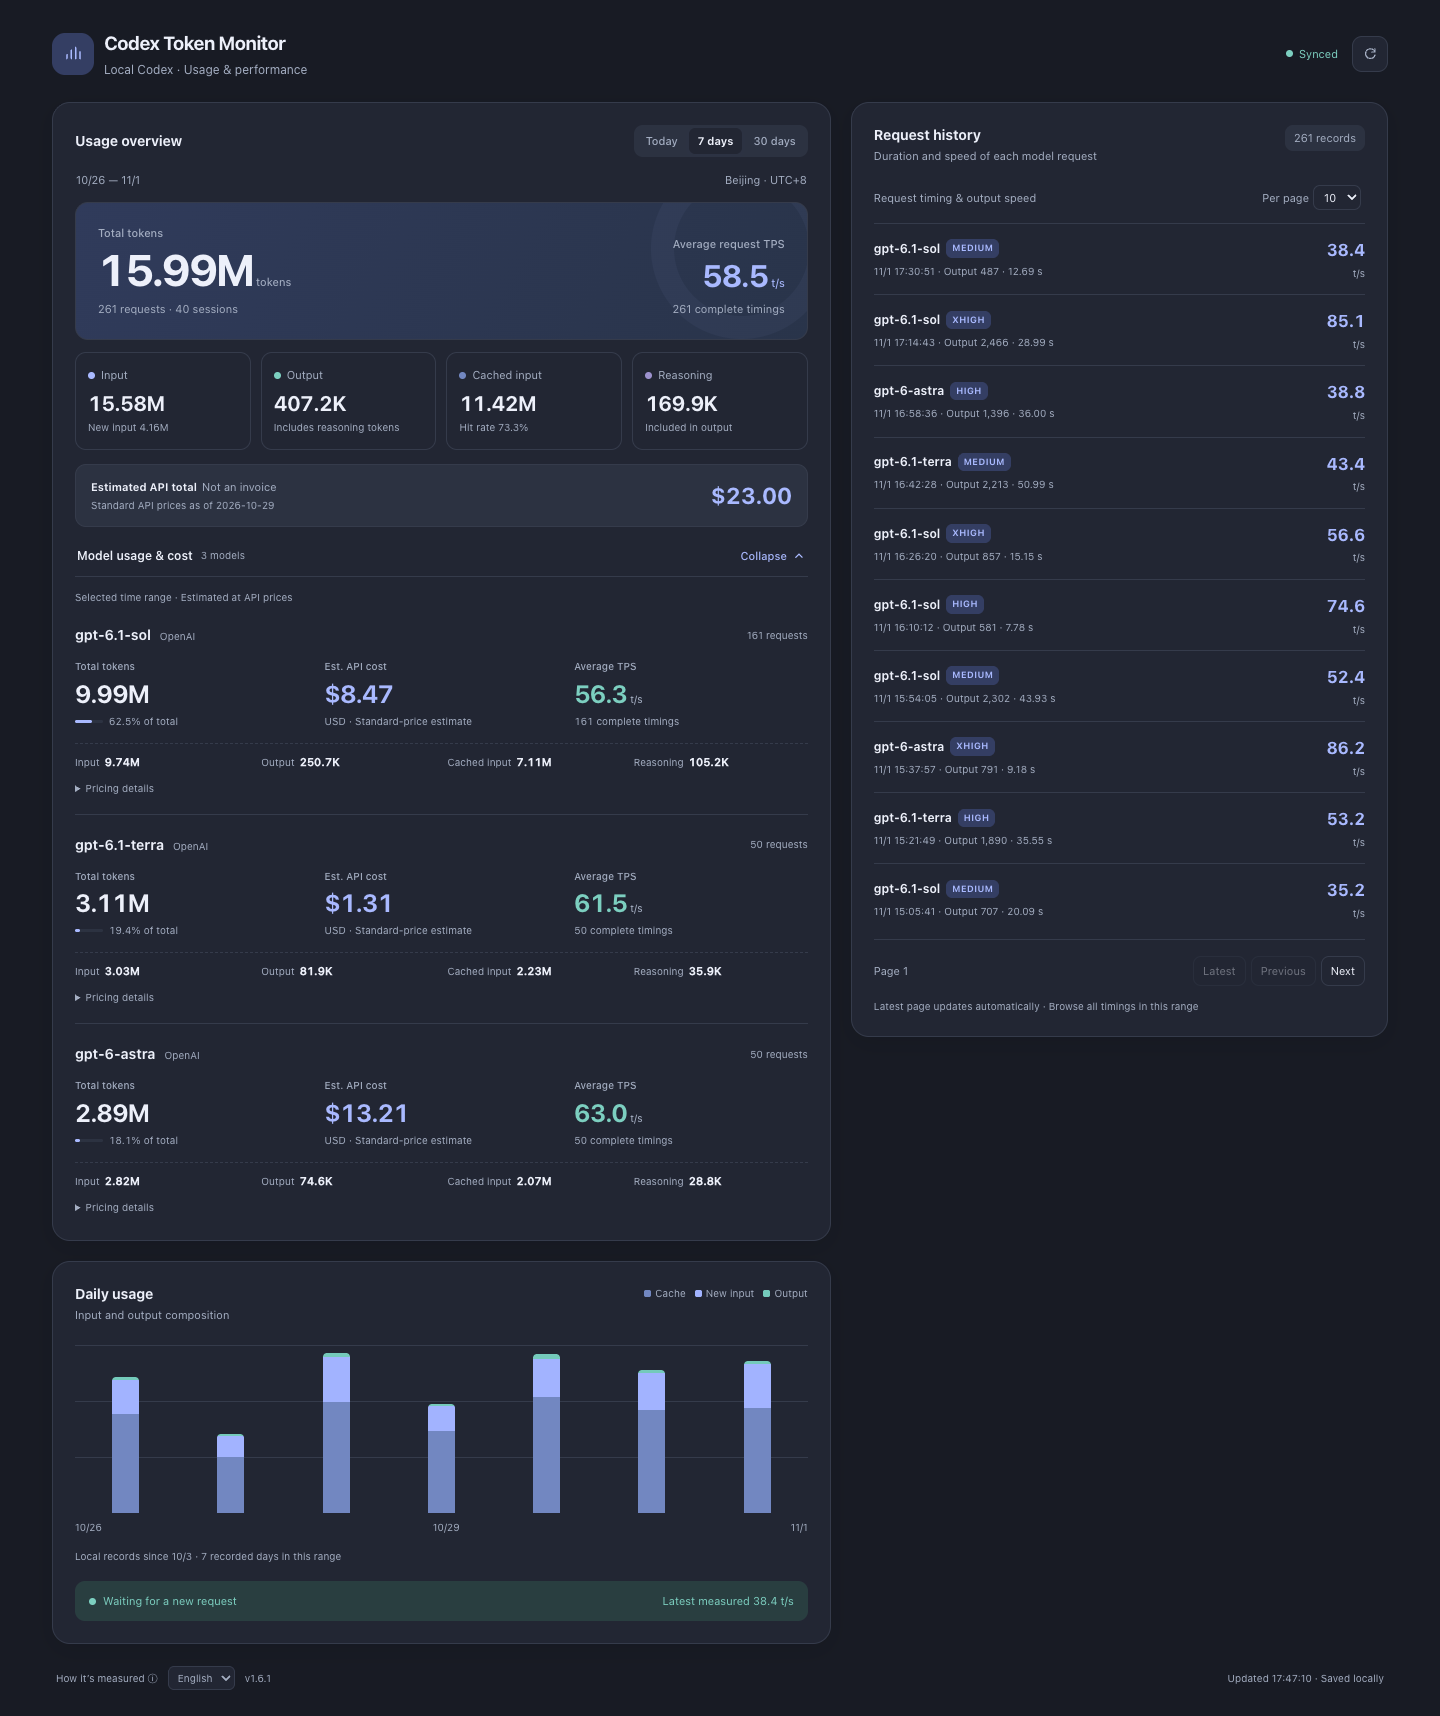 Codex Token Monitor
Local Codex · Usage & performance
Synced
Usage overview
Today 7 days 30 days
10/26 — 11/1
Beijing · UTC+8
Total tokens
15.99M tokens
261 requests · 40 sessions
Average request TPS
58.5 t/s
261 complete timings
Input
15.58M
New input 4.16M
Output
407.2K
Includes reasoning tokens
Cached input
11.42M
Hit rate 73.3%
Reasoning
169.9K
Included in output
Estimated API total Not an invoice
Standard API prices as of 2026-10-29
$23.00
Model usage & cost 3 models
Collapse
Selected time range · Estimated at API prices
gpt-6.1-sol OpenAI
161 requests
Total tokens
9.99M
62.5% of total
Est. API cost
$8.47
USD · Standard-price estimate
Average TPS
56.3 t/s
161 complete timings
Input 9.74M
Output 250.7K
Cached input 7.11M
Reasoning 105.2K
Pricing details
gpt-6.1-terra OpenAI
50 requests
Total tokens
3.11M
19.4% of total
Est. API cost
$1.31
USD · Standard-price estimate
Average TPS
61.5 t/s
50 complete timings
Input 3.03M
Output 81.9K
Cached input 2.23M
Reasoning 35.9K
Pricing details
gpt-6-astra OpenAI
50 requests
Total tokens
2.89M
18.1% of total
Est. API cost
$13.21
USD · Standard-price estimate
Average TPS
63.0 t/s
50 complete timings
Input 2.82M
Output 74.6K
Cached input 2.07M
Reasoning 28.8K
Pricing details
Daily usage
Input and output composition
Cache New input Output
10/26
10/29
11/1
Local records since 10/3 · 7 recorded days in this range
Waiting for a new request
Latest measured 38.4 t/s
Request history
Duration and speed of each model request
261 records
Request timing & output speed
Per page 10
gpt-6.1-sol MEDIUM
11/1 17:30:51 · Output 487 · 12.69 s
38.4
t/s
gpt-6.1-sol XHIGH
11/1 17:14:43 · Output 2,466 · 28.99 s
85.1
t/s
gpt-6-astra HIGH
11/1 16:58:36 · Output 1,396 · 36.00 s
38.8
t/s
gpt-6.1-terra MEDIUM
11/1 16:42:28 · Output 2,213 · 50.99 s
43.4
t/s
gpt-6.1-sol XHIGH
11/1 16:26:20 · Output 857 · 15.15 s
56.6
t/s
gpt-6.1-sol HIGH
11/1 16:10:12 · Output 581 · 7.78 s
74.6
t/s
gpt-6.1-sol MEDIUM
11/1 15:54:05 · Output 2,302 · 43.93 s
52.4
t/s
gpt-6-astra XHIGH
11/1 15:37:57 · Output 791 · 9.18 s
86.2
t/s
gpt-6.1-terra HIGH
11/1 15:21:49 · Output 1,890 · 35.55 s
53.2
t/s
gpt-6.1-sol MEDIUM
11/1 15:05:41 · Output 707 · 20.09 s
35.2
t/s
Page 1
Latest Previous Next
Latest page updates automatically · Browse all timings in this range
How it's measured ⓘ English v1.6.1
Updated 17:47:10 · Saved locally